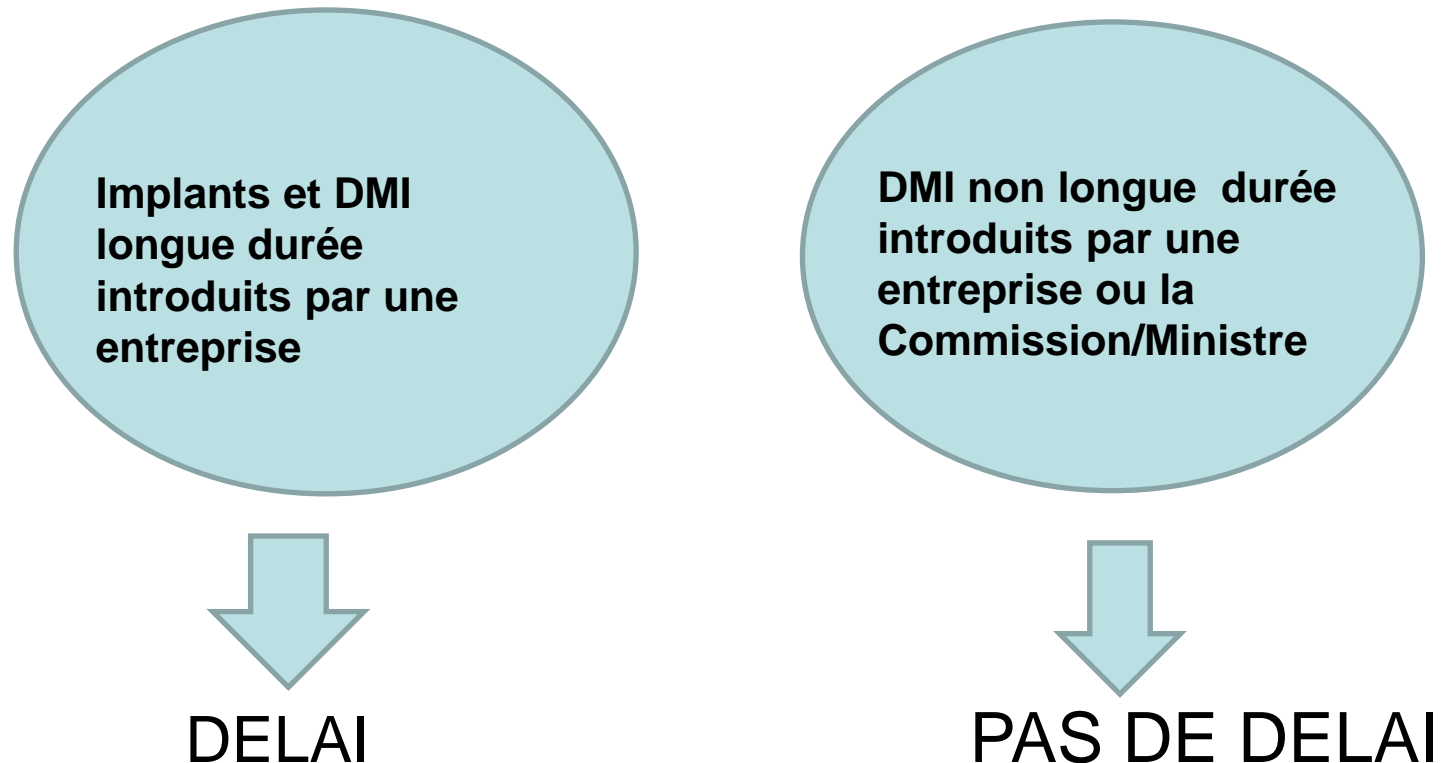 Implants et DMI
longue durée
introduits par une
entreprise
DMI non longue  durée
introduits par une
entreprise ou la
Commission/Ministre
DELAI
PAS DE DELAI